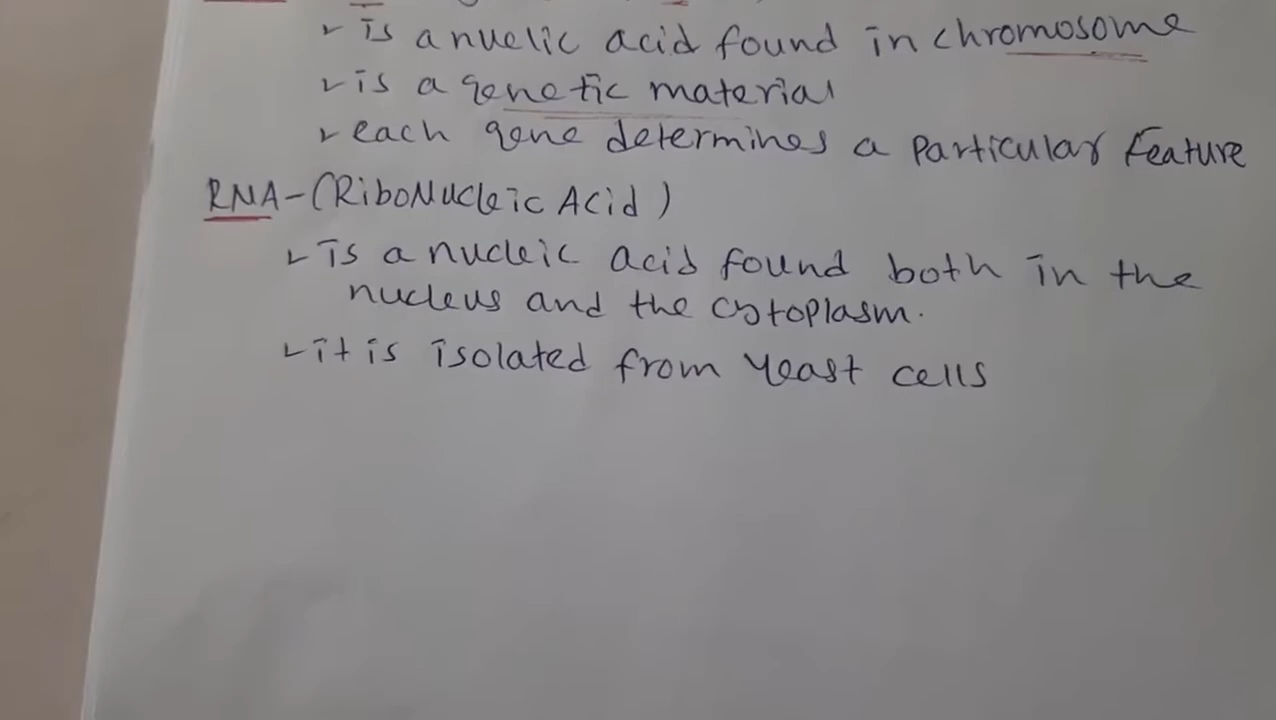 is a nuelic acid found in chromosome
is a genetic material
each gene determines a particular feature
RNA-(RiboNucleic Acid)
is a nucleic acid found both in the
nucleus and the cytoplasm.
it is isolated from Yeast cells